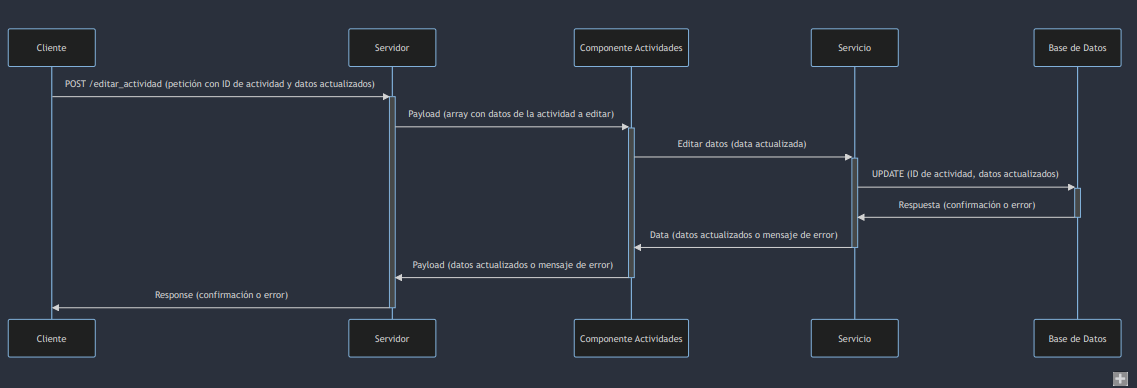 Cliente
Servidor
Componente Actividades
Servicio
Base de Datos
POST /editar_actividad (petición con ID de actividad y datos actualizados)
Payload (array con datos de la actividad a editar)
Editar datos (data actualizada)
UPDATE (ID de actividad, datos actualizados)
Respuesta (confirmación o error)
Data (datos actualizados o mensaje de error)
Payload (datos actualizados o mensaje de error)
Response (confirmación o error)
Cliente
Servidor
Componente Actividades
Servicio
Base de Datos